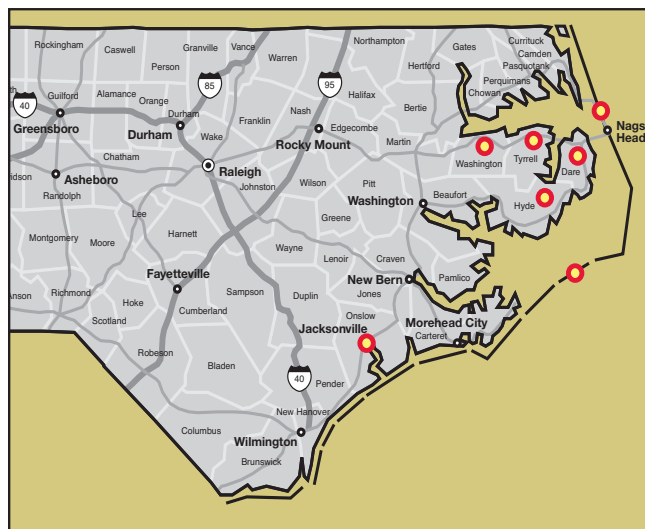 Rockingham
Caswell
Granville
Vance
Person
Warren
Northampton
Gates
Currituck
Camden
Pasquotank
Perquimans
Chowan
Hertford
Halifax
Bertie
Guilford
Alamance
Orange
Durham
85
95
40
Greensboro
Durham
Wake
Franklin
Nash
Edgecombe
Rocky Mount
Martin
Washington
Tyrrell
Dare
Nags
Head
Chatham
Raleigh
Johnston
Wilson
Pitt
Asheboro
Randolph
Washington
Beaufort
Hyde
Lee
Harnett
Greene
Montgomery
Moore
Wayne
Lenoir
Craven
Pamlico
Fayetteville
Sampson
Duplin
New Bern
Jones
Richmond
Hoke
Cumberland
Scotland
Jacksonville
Onslow
Morehead City
Carteret
Robeson
Bladen
40
Pender
New Hanover
Columbus
Wilmington
Brunswick